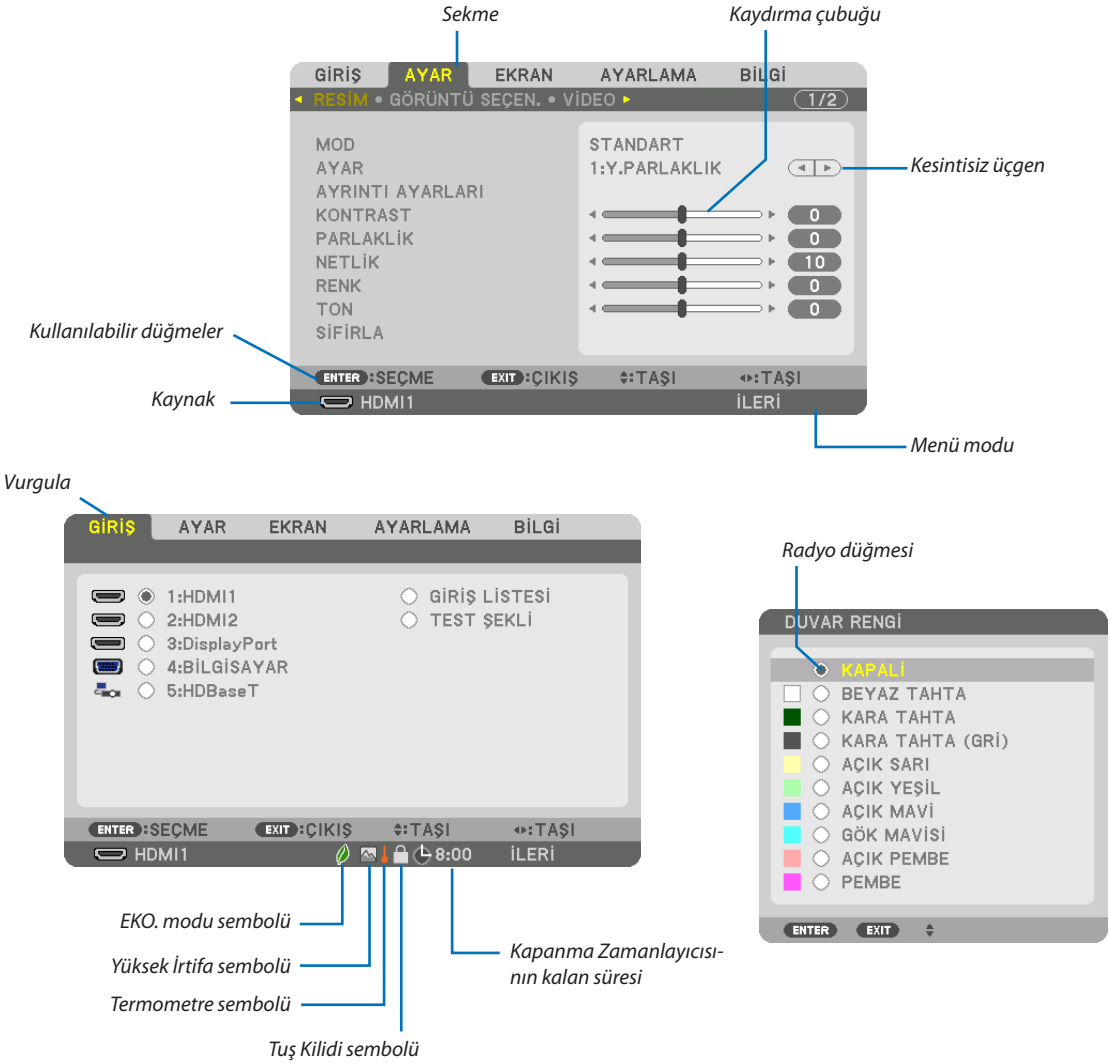 Sekme
Kaydırma çubuğu
GİRİŞ AYAR EKRAN AYARLAMA BİLGİ
RESİM • GÖRÜNTÜ SEÇEN. • VİDEO 1/2
MOD STANDART
AYAR 1:Y.PARLAKLIK
Kesintisiz üçgen
AYRINTI AYARLARI
KONTRAST 0
PARLAKLİK 0
NETLİK 10
RENK 0
TON 0
SİFİRLA
Kullanılabilir düğmeler
ENTER :SEÇME EXIT :ÇIKIŞ :TAŞI :TAŞI
Kaynak
HDMI1 İLERİ
Menü modu
Vurgula
GİRİŞ AYAR EKRAN AYARLAMA BİLGİ
1:HDMI1 GİRİŞ LİSTESİ
2:HDMI2 TEST ŞEKLİ
3:DisplayPort
4:BİLGİSAYAR
5:HDBaseT
ENTER :SEÇME EXIT :ÇIKIŞ :TAŞI :TAŞI
HDMI1 8:00 İLERİ
EKO. modu sembolü
Yüksek İrtifa sembolü
Termometre sembolü
Tuş Kilidi sembolü
Kapanma Zamanlayıcısı-
nın kalan süresi
Radyo düğmesi
DUVAR RENGİ
KAPALİ
BEYAZ TAHTA
KARA TAHTA
KARA TAHTA (GRİ)
AÇIK SARI
AÇIK YEŞİL
AÇIK MAVİ
GÖK MAVİSİ
AÇIK PEMBE
PEMBE
ENTER EXIT